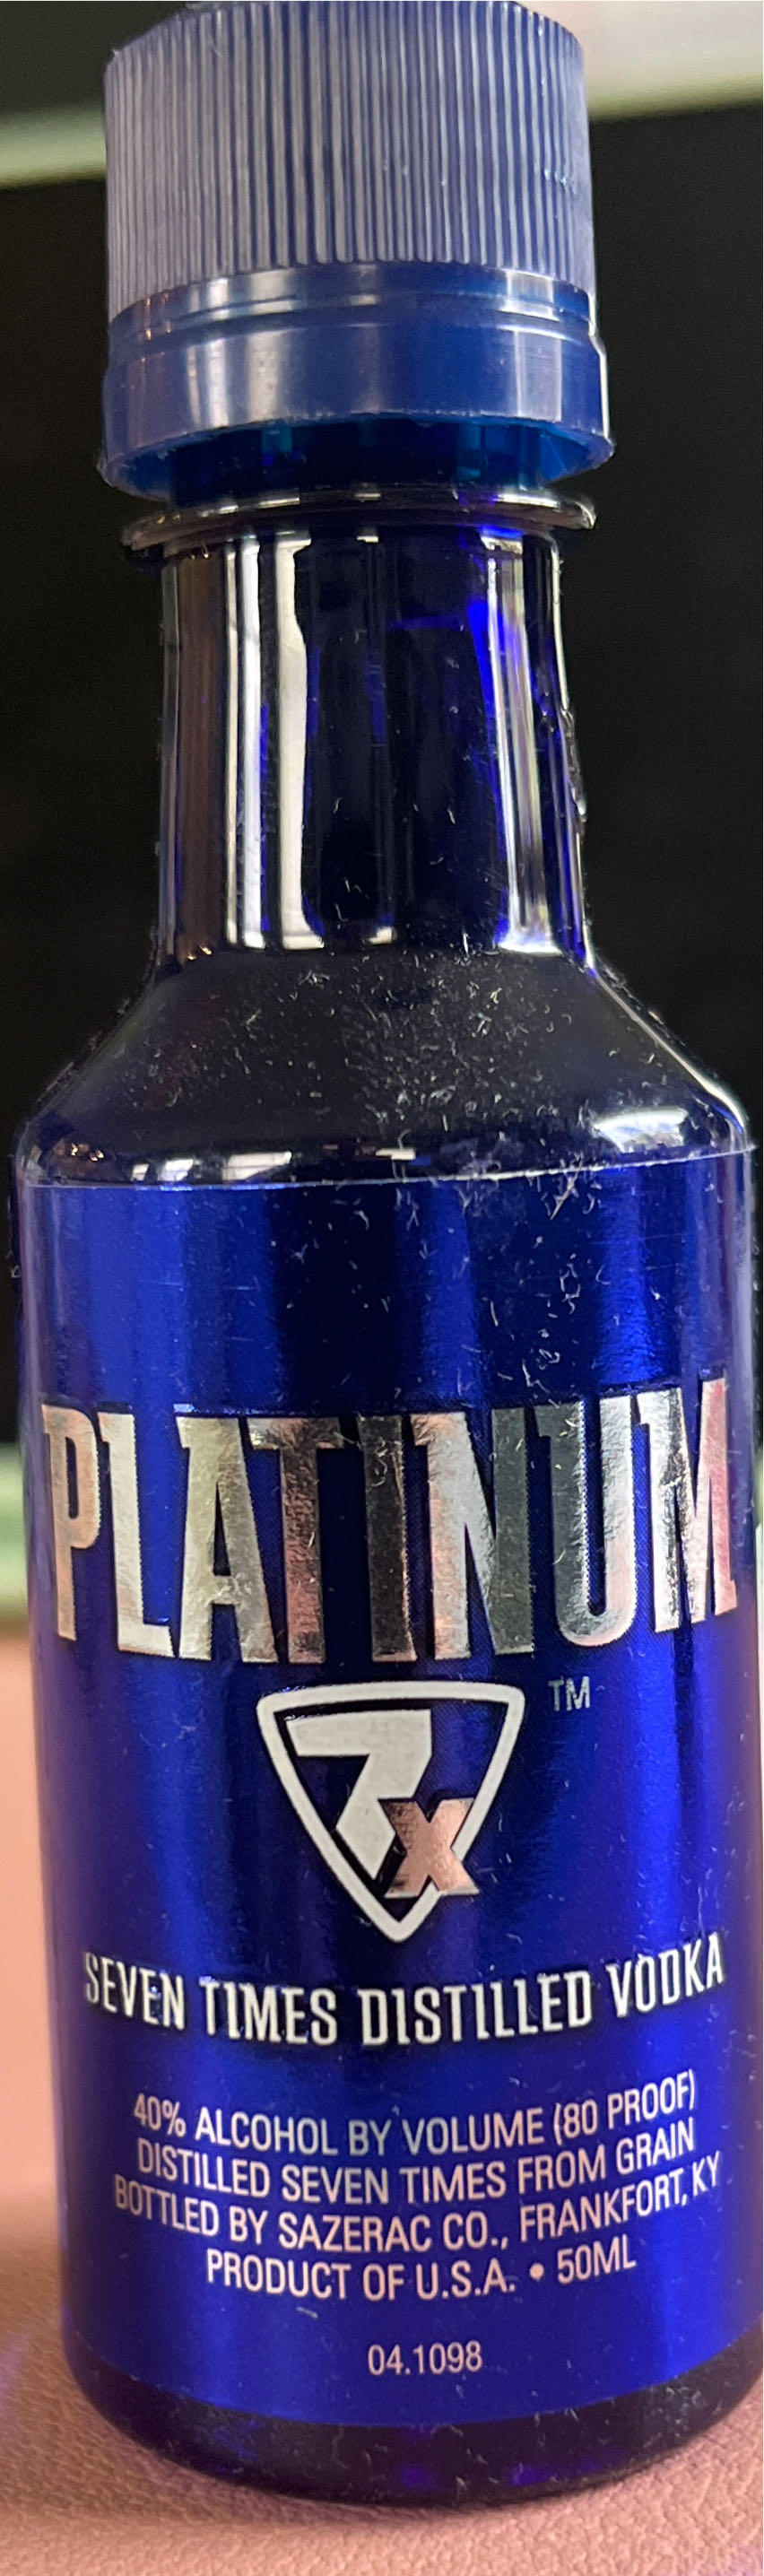 PLATINUM
TM
7x
SEVEN TIMES DISTILLED VODKA
40% ALCOHOL BY VOLUME (80 PROOF)
DISTILLED SEVEN TIMES FROM GRAIN
BOTTLED BY SAZERAC CO., FRANKFORT, KY
PRODUCT OF U.S.A. • 50ML
04.1098